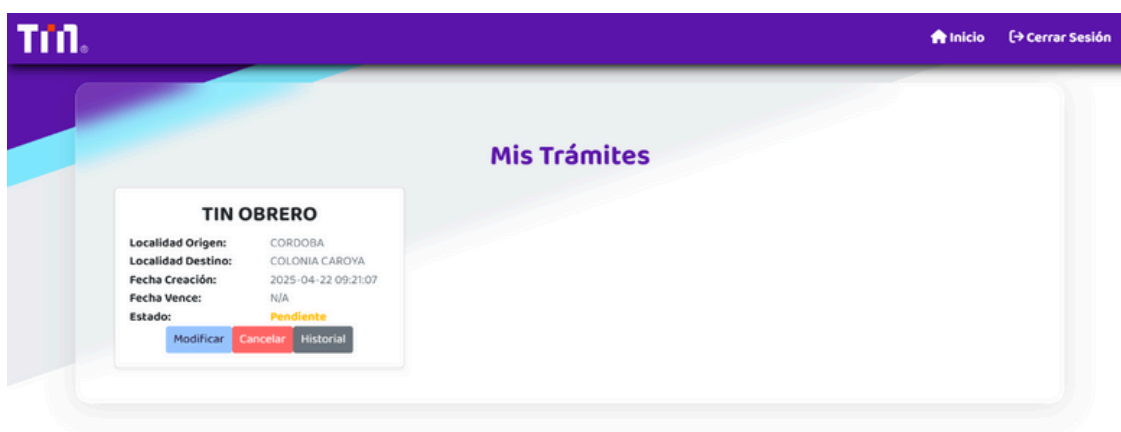 TIN®
Inicio
Cerrar Sesión
Mis Trámites
TIN OBRERO
Localidad Origen: CORDOBA
Localidad Destino: COLONIA CAROYA
Fecha Creación: 2025-04-22 09:21:07
Fecha Vence: N/A
Estado: Pendiente
Modificar Cancelar Historial